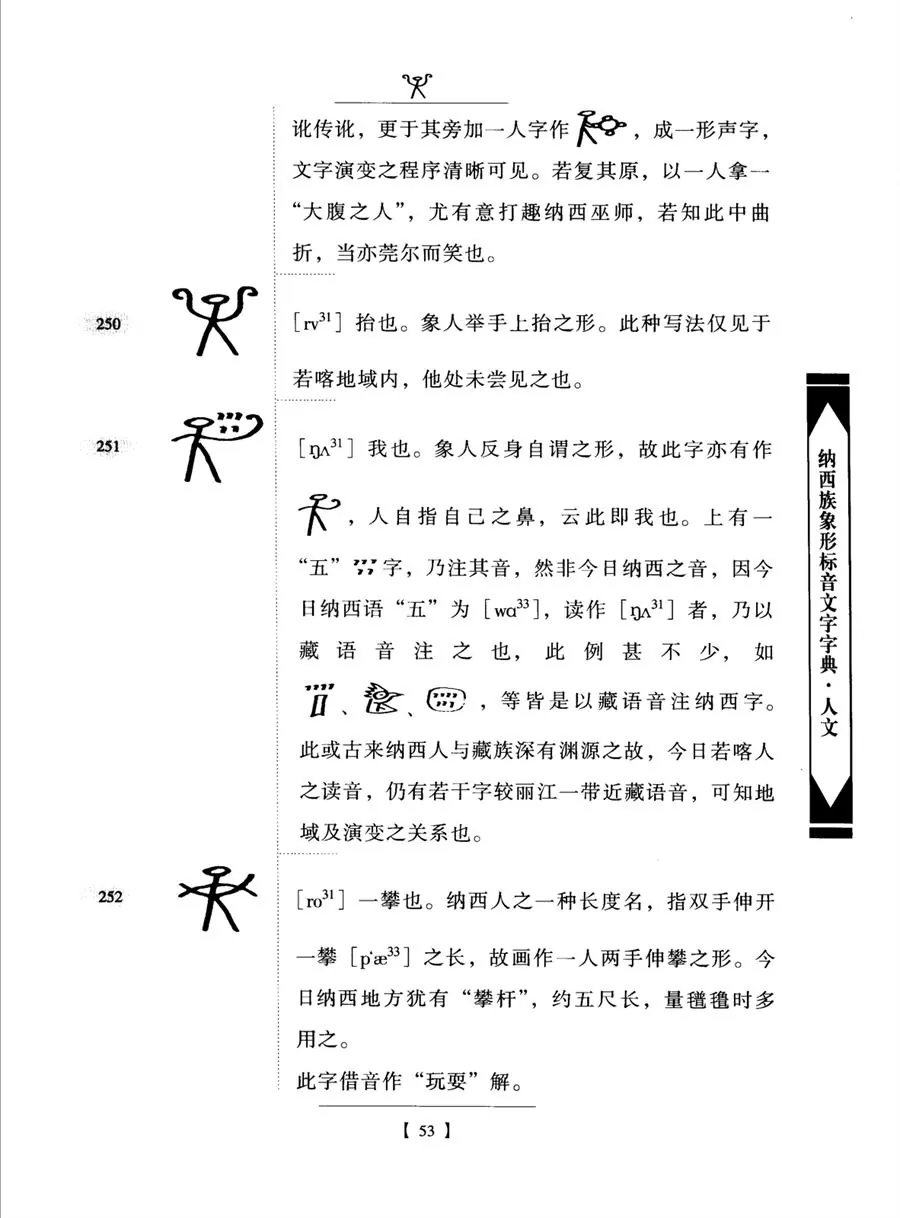 讹传讹，更于其旁加一人字作，成一形声字，
文字演变之程序清晰可见。若复其原，以一人拿一
“大腹之人”，尤有意打趣纳西巫师，若知此中曲
折，当亦莞尔而笑也。
250
[rv³¹] 抬也。象人举手上抬之形。此种写法仅见于
若喀地域内，他处未尝见之也。
251
[ŋʌ³¹] 我也。象人反身自谓之形，故此字亦有作
，人自指自己之鼻，云此即我也。上有一
“五”字，乃注其音，然非今日纳西之音，因今
日纳西语“五”为 [wɑ³³]，读作 [ŋʌ³¹] 者，乃以
藏语音注之也，此例甚不少，如
、、，等皆是以藏语音注纳西字。
此或古来纳西人与藏族深有渊源之故，今日若喀人
之读音，仍有若干字较丽江一带近藏语音，可知地
域及演变之关系也。
252
[ro³¹] 一攀也。纳西人之一种长度名，指双手伸开
一攀 [p‘æ³³] 之长，故画作一人两手伸攀之形。今
日纳西地方犹有“攀杆”，约五尺长，量氆氇时多
用之。
此字借音作“玩耍”解。
【 53 】
纳西族象形标音文字字典·人文